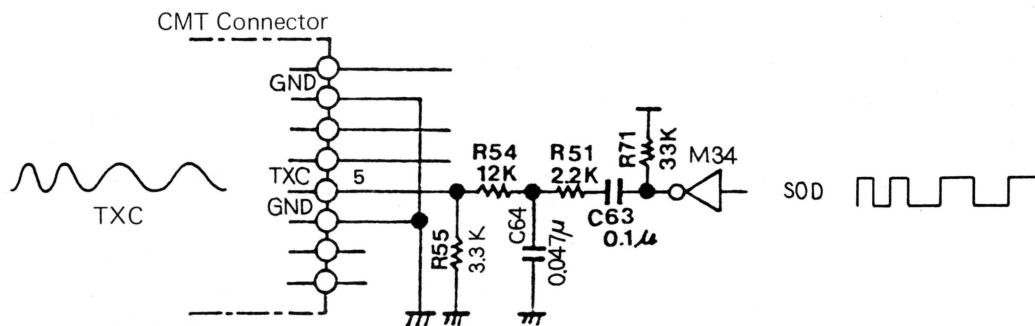 CMT Connector
GND
TXC
5
GND
R54
12K
R51
2.2K
R71
33K
M34
SOD
C63
0.1μ
C64
0.047μ
R55
3.3K
TXC